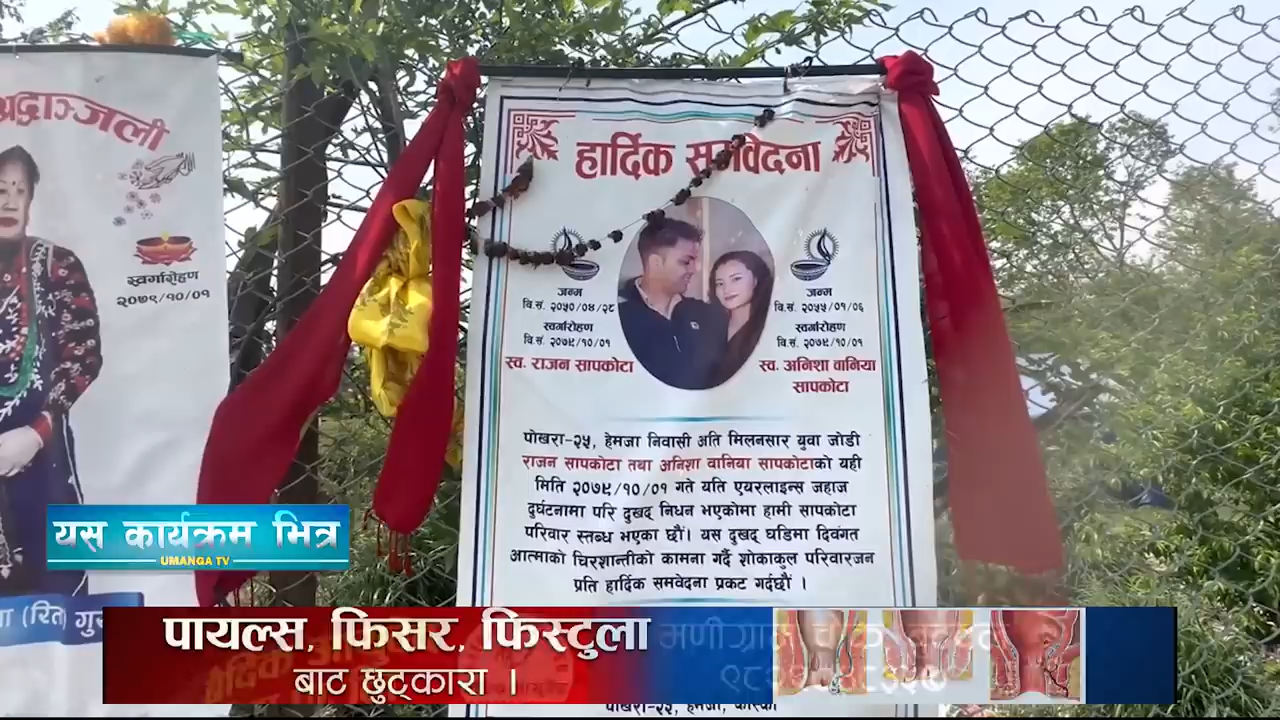 हार्दिक समवेदना
जन्म
वि.सं. २०५०/०४/२८
स्वर्गारोहण
वि.सं. २०७९/१०/०१
स्व. राजन सापकोटा
जन्म
वि.सं. २०५५/०१/०६
स्वर्गारोहण
वि.सं. २०७९/१०/०१
स्व. अनिशा वानिया
सापकोटा
पोखरा-२५, हेमजा निवासी अति मिलनसार युवा जोडी
राजन सापकोटा तथा अनिशा वानिया सापकोटाको यही
मिति २०७९/१०/०१ गते यति एयरलाइन्स जहाज
दुर्घटनामा परि दुखद् निधन भएकोमा हामी सापकोटा
परिवार स्तब्ध भएका छौं। यस दुखद् घडिमा दिवंगत
आत्माको चिरशान्तीको कामना गर्दै शोकाकुल परिवारजन
प्रति हार्दिक समवेदना प्रकट गर्दछौं ।
स्वर्गारोहण
२०७९/१०/०१
यस कार्यक्रम भित्र
UMANGA TV
(रित)
पायल्स, फिसर, फिस्टुला
बाट छुट्कारा ।